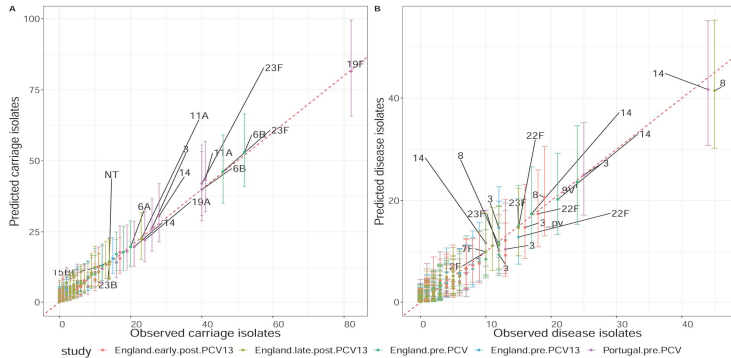 A
B
100
75
50
25
0
Predicted carriage isolates
23F
19F
11A
3
11A
6B
23F
14
NT
6B
6A
19A
14
15BC
23B
0
20
40
60
80
Observed carriage isolates
40
20
0
Predicted disease isolates
14
8
14
22F
14
14
8
3
3
8
9V
23F
23F
22F
22F
3_pv
7F
3
2F
3
0
10
20
30
40
Observed disease isolates
study
England.early.post.PCV13
England.late.post.PCV13
England.pre.PCV
England.pre.PCV13
Portugal.pre.PCV